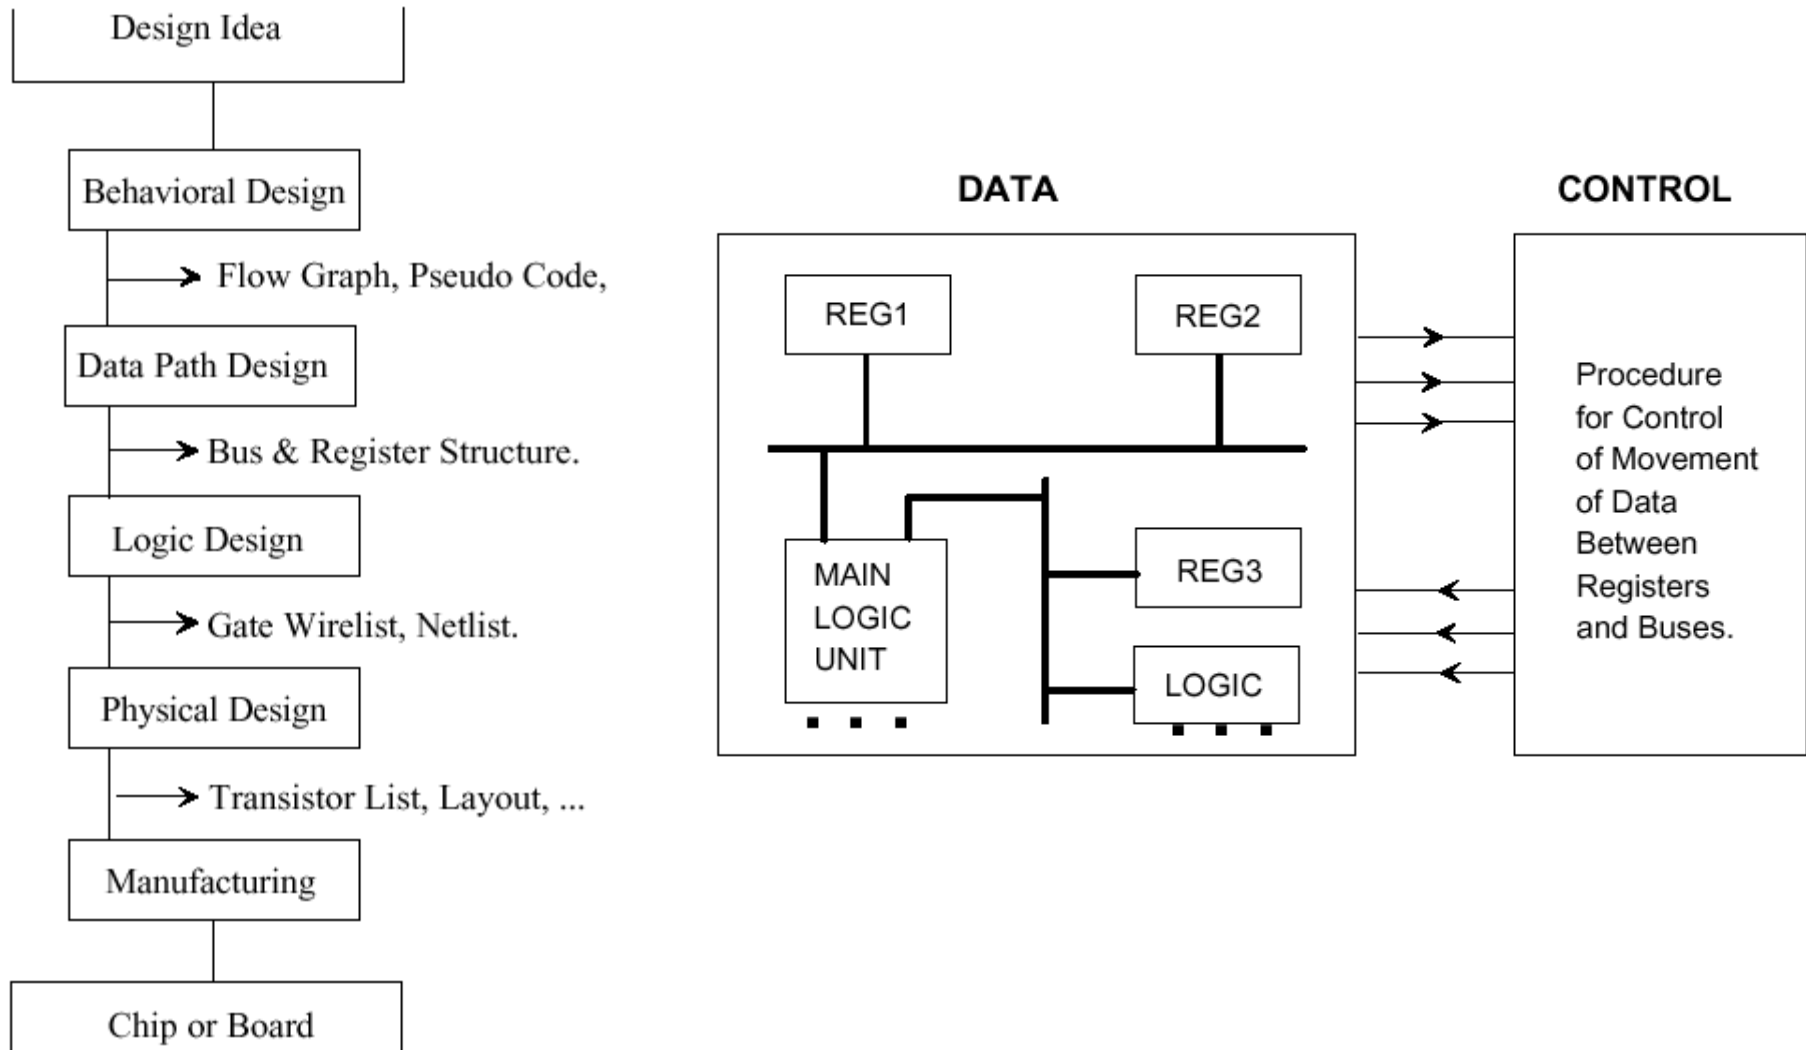 Design Idea
Behavioral Design
Flow Graph, Pseudo Code,
Data Path Design
Bus & Register Structure.
Logic Design
Gate Wirelist, Netlist.
Physical Design
Transistor List, Layout, ...
Manufacturing
Chip or Board
DATA
CONTROL
REG1
REG2
MAIN
LOGIC
UNIT
REG3
LOGIC
Procedure
for Control
of Movement
of Data
Between
Registers
and Buses.